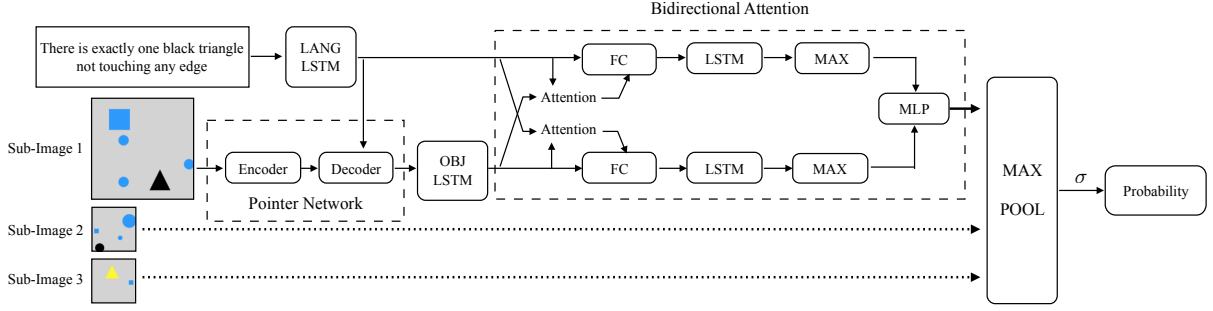 Bidirectional Attention
There is exactly one black triangle
not touching any edge
LANG
LSTM
FC
LSTM
MAX
Attention
MLP
Attention
Sub-Image 1
Encoder
Decoder
Pointer Network
OBJ
LSTM
FC
LSTM
MAX
MAX
POOL
σ
Probability
Sub-Image 2
Sub-Image 3